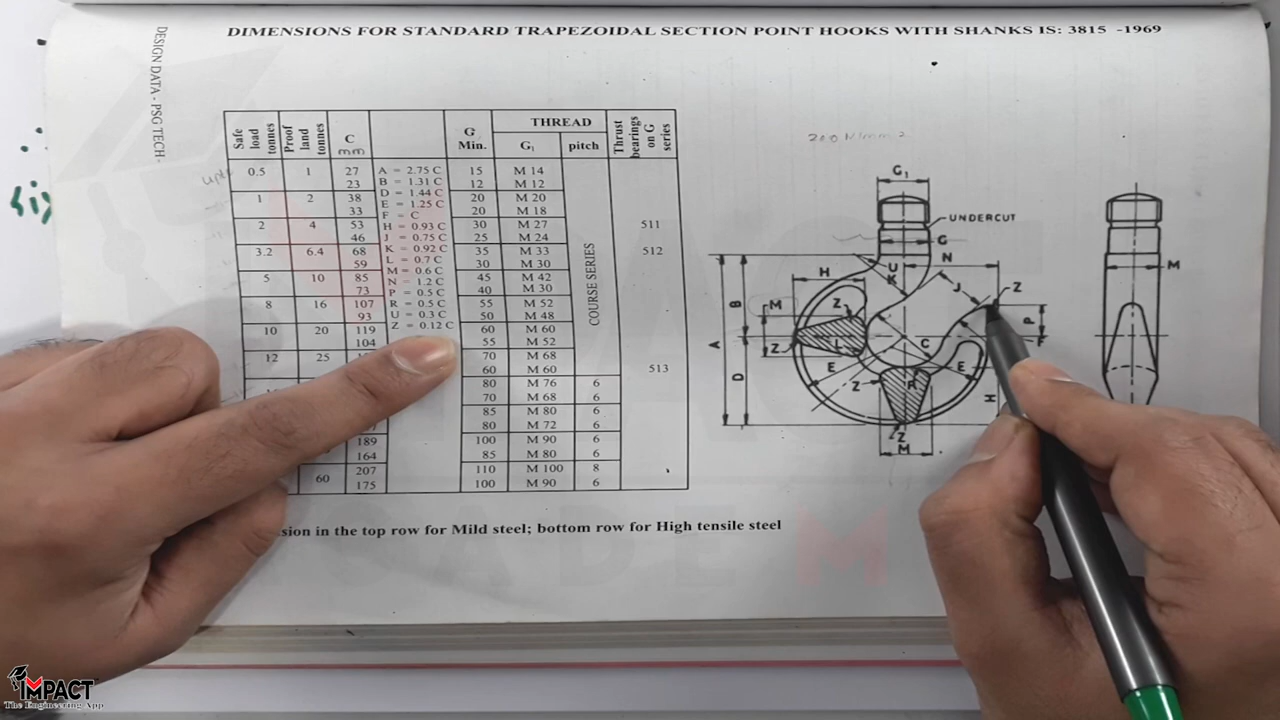 DIMENSIONS FOR STANDARD TRAPEZOIDAL SECTION POINT HOOKS WITH SHANKS IS: 3815 -1969
DESIGN DATA - PSG TECH -
Safe load tonnes
Proof land tonnes
C mm
G Min.
THREAD
G₁ pitch
Thrust bearings on G series
0.5 1 27 15 M 14
23 12 M 12
1 2 38 20 M 20
33 20 M 18
2 4 53 30 M 27 511
46 25 M 24
3.2 6.4 68 35 M 33 512
59 30 M 30
5 10 85 45 M 42
73 40 M 30
8 16 107 55 M 52
93 50 M 48
10 20 119 60 M 60
104 55 M 52
12 25 70 M 68
60 M 60 513
80 M 76 6
70 M 68 6
85 M 80 6
80 M 72 6
189 100 M 90 6
164 85 M 80 6
60 207 110 M 100 8
175 100 M 90 6
A = 2.75 C
B = 1.31 C
D = 1.44 C
E = 1.25 C
F = C
H = 0.93 C
J = 0.75 C
K = 0.92 C
L = 0.7 C
M = 0.6 C
N = 1.2 C
P = 0.5 C
R = 0.5 C
U = 0.3 C
Z = 0.12 C
COURSE SERIES
sion in the top row for Mild steel; bottom row for High tensile steel
200 N/mm 2
G₁
UNDERCUT
G
N
H U K J Z
M Z B P
A Z L C
E E
D Z R H
Z
M
M
IMPACT
The Engineering App